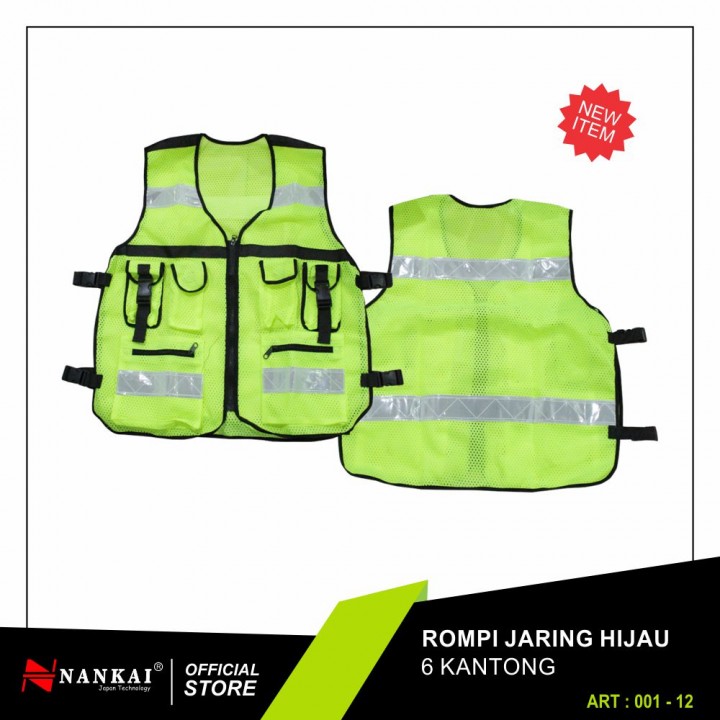 NEW
ITEM
ROMPI JARING HIJAU
6 KANTONG
NANKAI®
Japan Technology
OFFICIAL
STORE
ART : 001 - 12